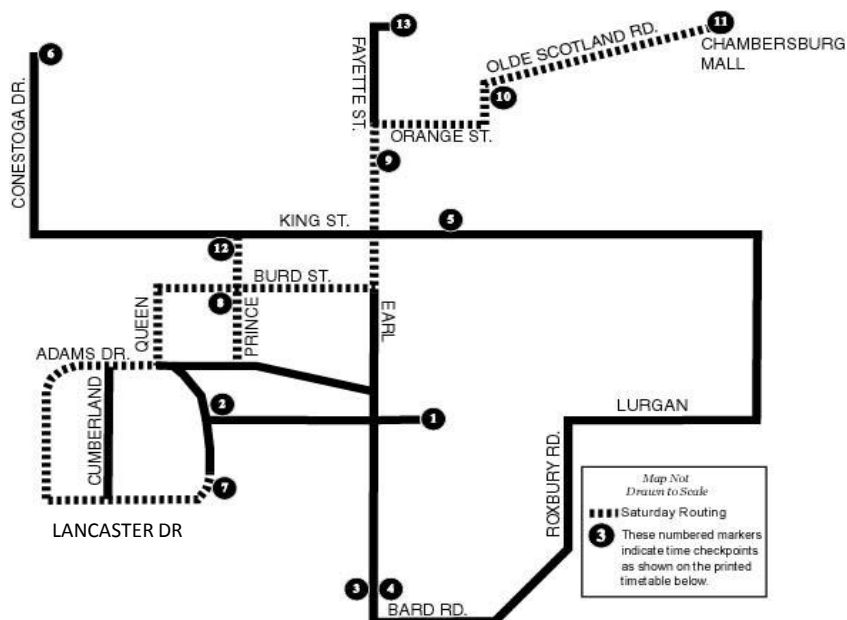 13
11
6
FAYETTE ST.
OLDE SCOTLAND RD.
CHAMBERSBURG
MALL
10
CONESTOGA DR.
ORANGE ST.
9
KING ST.
5
12
BURD ST.
8
QUEEN
PRINCE
EARL
ADAMS DR.
CUMBERLAND
2
1
LURGAN
ROXBURY RD.
7
LANCASTER DR
Map Not
Drawn to Scale
Saturday Routing
3
These numbered markers
indicate time checkpoints
as shown on the printed
timetable below.
3
4
BARD RD.